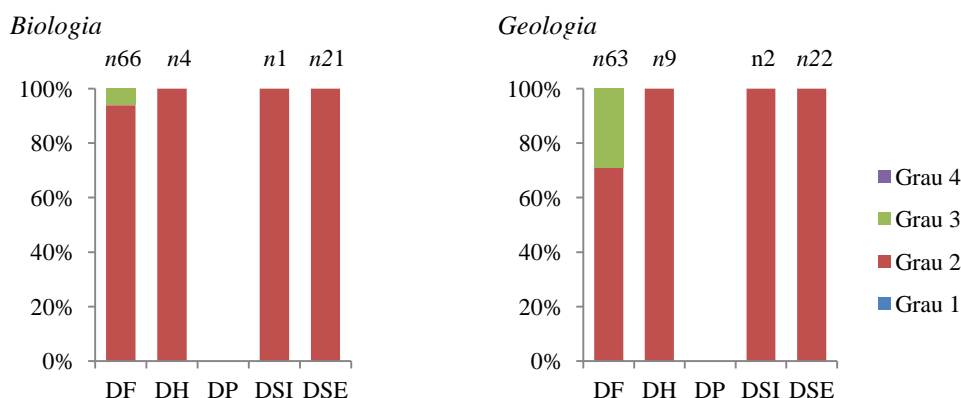 Biologia
n66 n4 n1 n21
100%
80%
60%
40%
20%
0%
DF DH DP DSI DSE
Geologia
n63 n9 n2 n22
100%
80%
60%
40%
20%
0%
DF DH DP DSI DSE
Grau 4
Grau 3
Grau 2
Grau 1